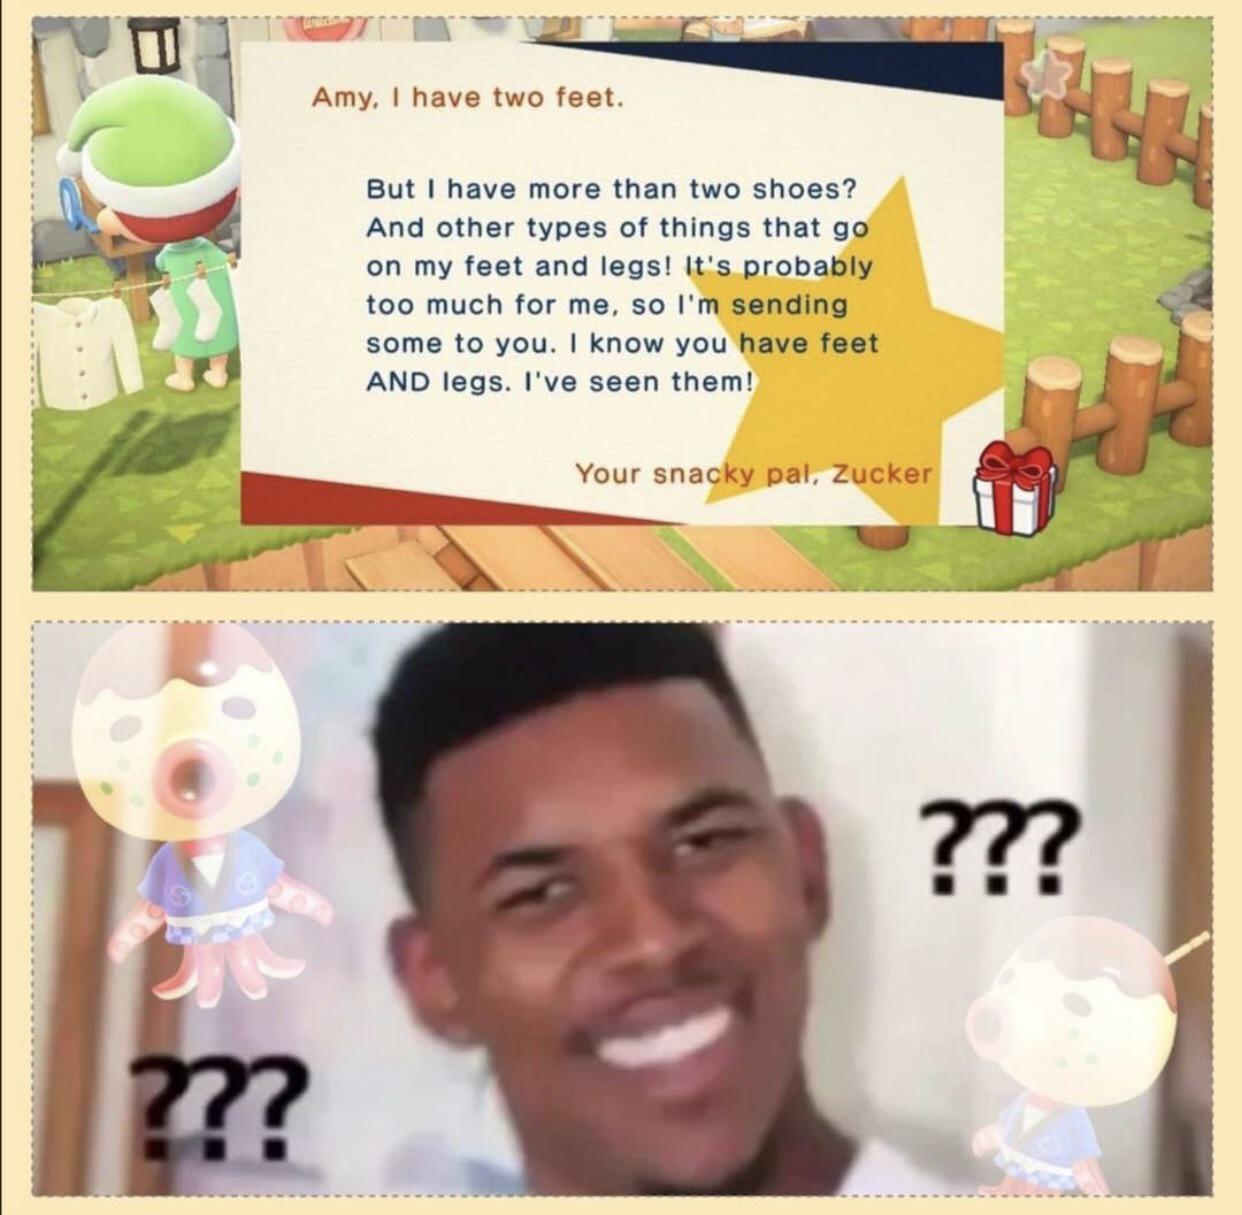 Welcome
Amy, I have two feet.
But I have more than two shoes?
And other types of things that go
on my feet and legs! It's probably
too much for me, so I'm sending
some to you. I know you have feet
AND legs. I've seen them!
Your snacky pal, Zucker
???
???